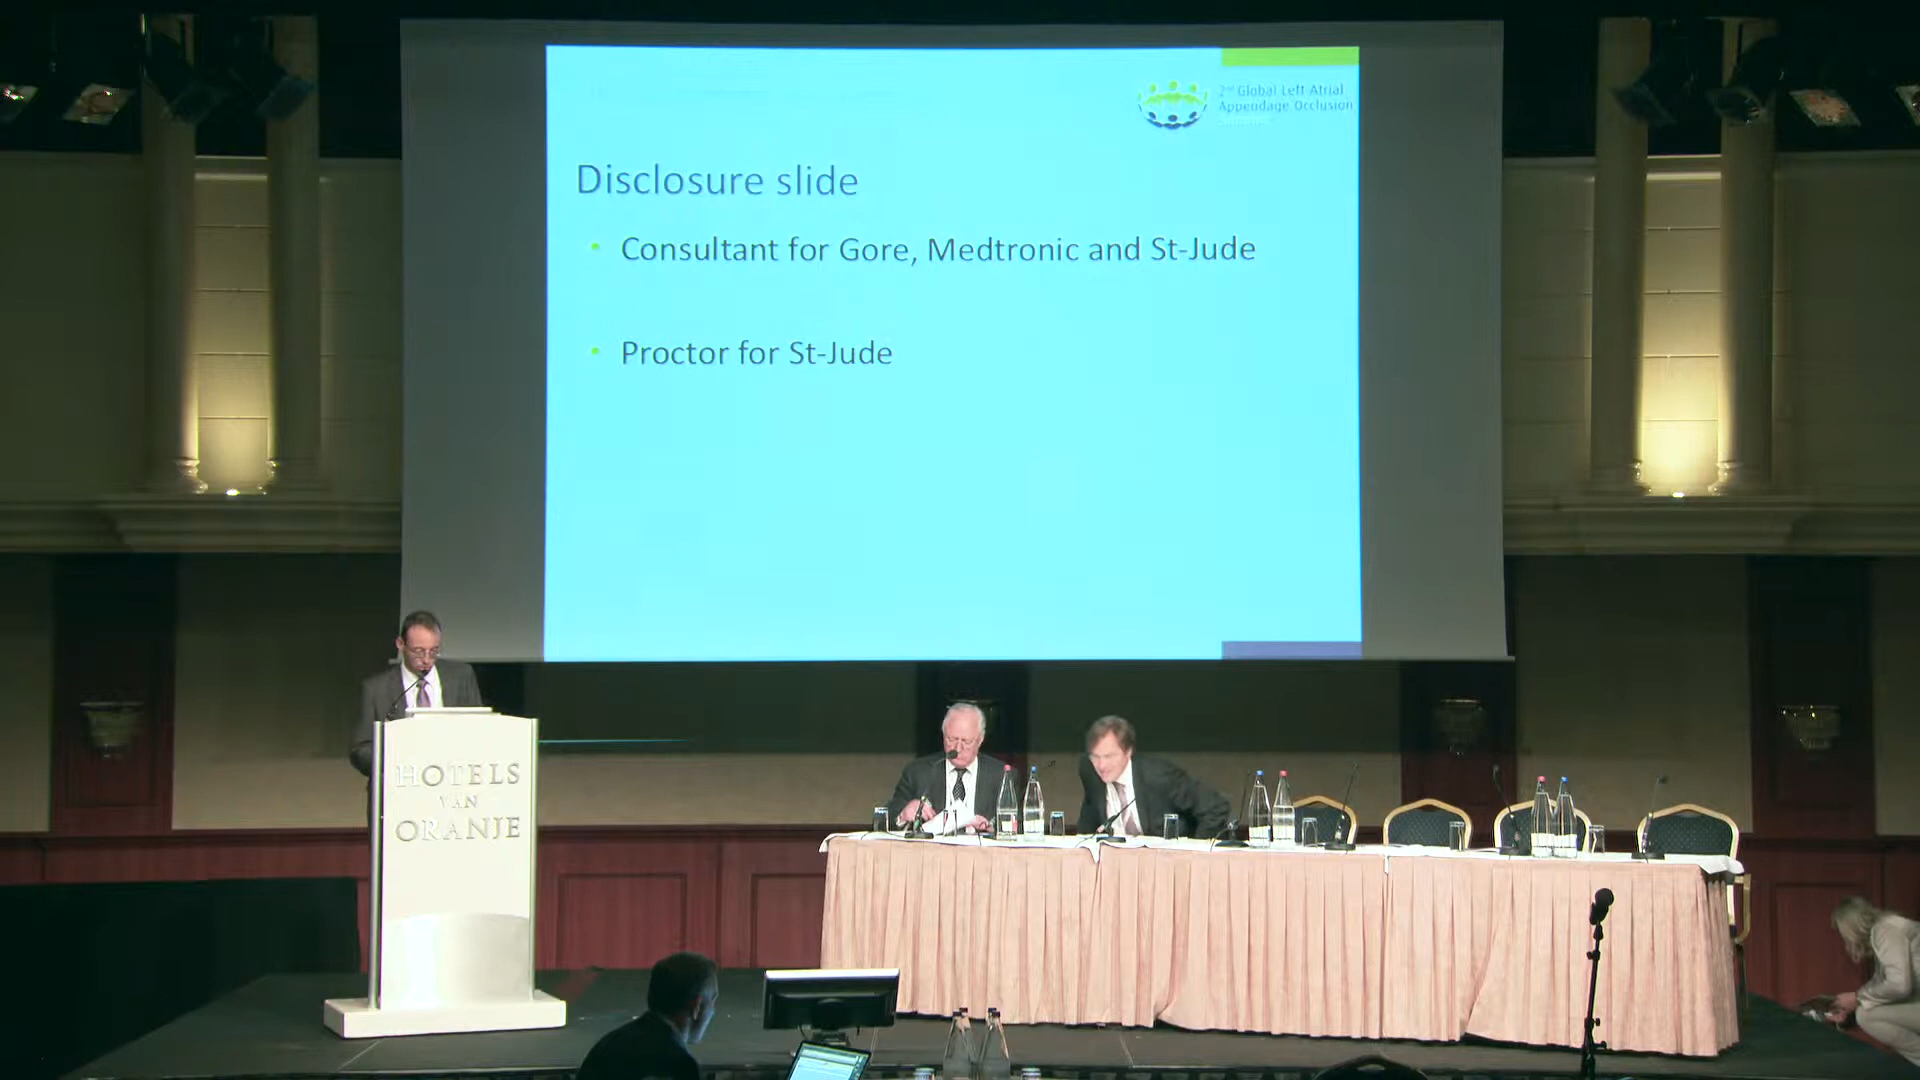 2nd Global Left Atrial
Appendage Occlusion
Summit
Disclosure slide
• Consultant for Gore, Medtronic and St-Jude
• Proctor for St-Jude
HOTELS
VAN
ORANJE